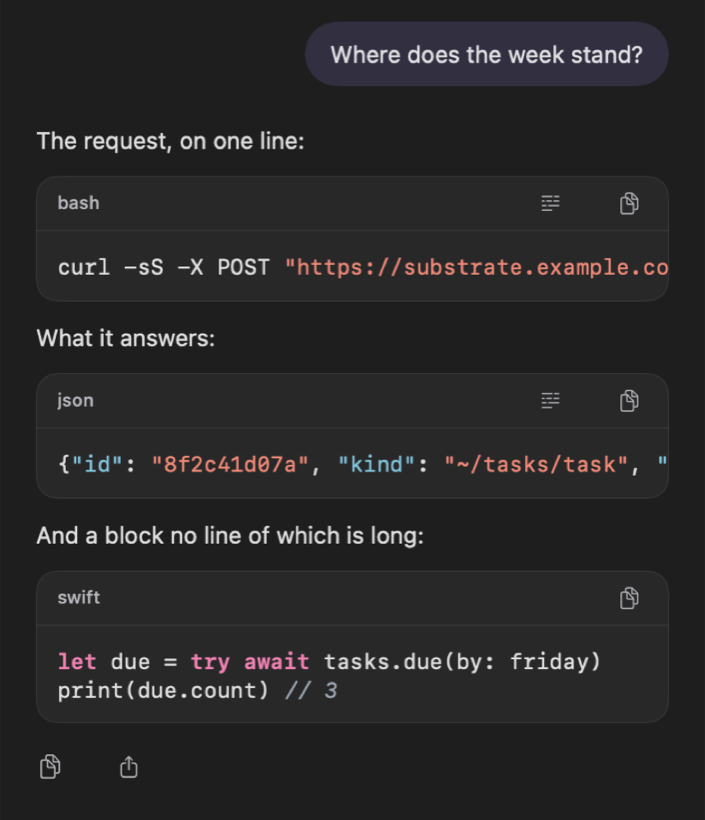 Where does the week stand?
The request, on one line:
bash
curl -sS -X POST "https://substrate.example.co
What it answers:
json
{"id": "8f2c41d07a", "kind": "~/tasks/task", "
And a block no line of which is long:
swift
let due = try await tasks.due(by: friday)
print(due.count) // 3